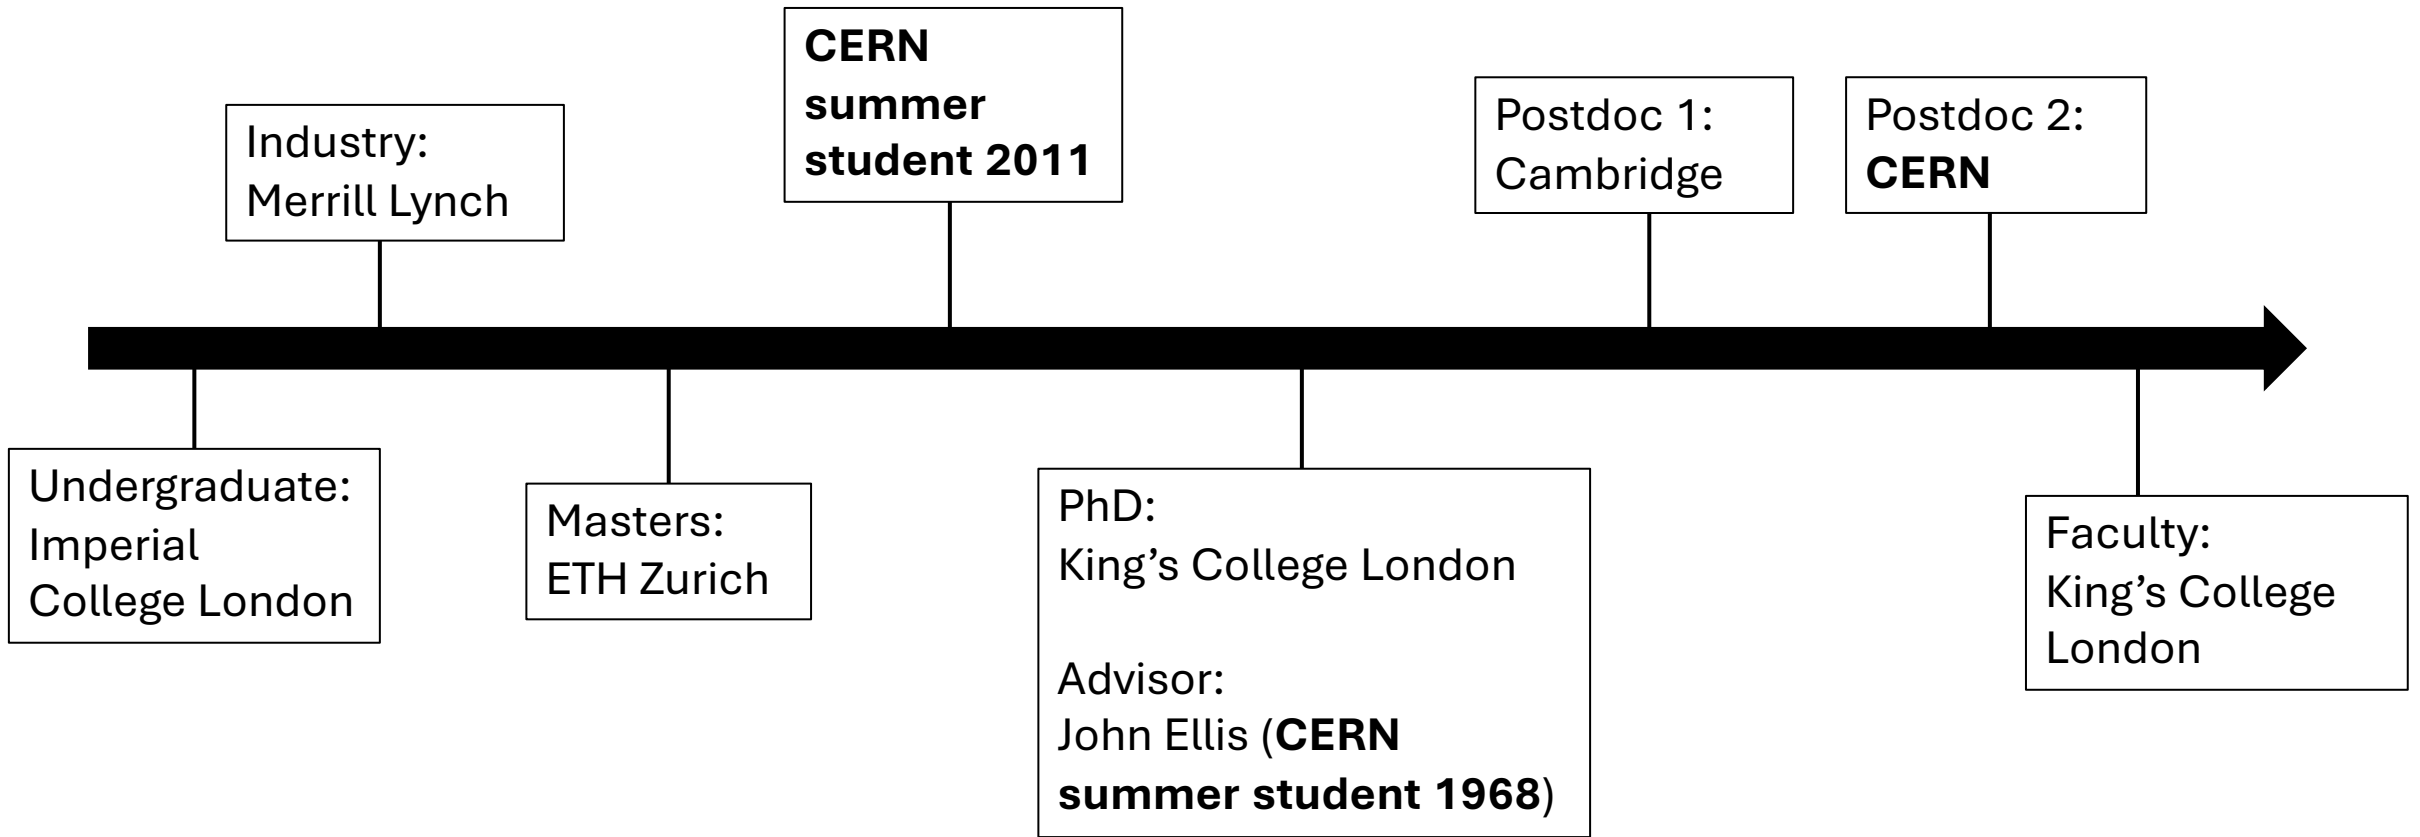 CERN
summer
student 2011
Industry:
Merrill Lynch
Postdoc 1:
Cambridge
Postdoc 2:
CERN
Undergraduate:
Imperial
College London
Masters:
ETH Zurich
PhD:
King’s College London
Advisor:
John Ellis (CERN
summer student 1968)
Faculty:
King’s College
London